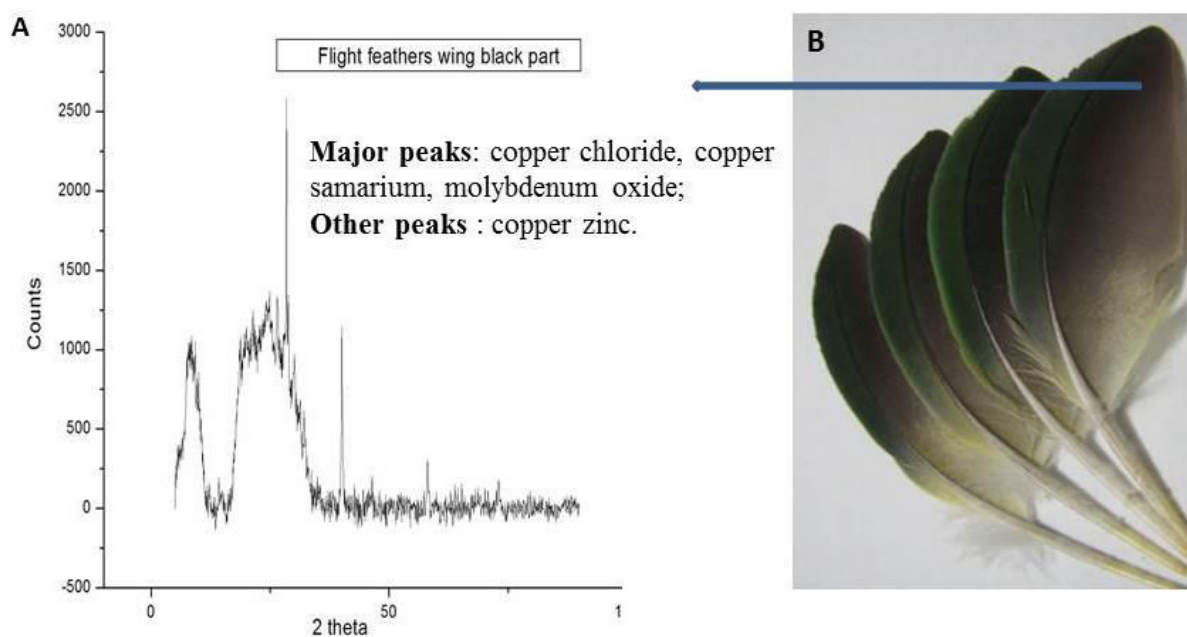 A
3000
Flight feathers wing black part
B
2500
Major peaks: copper chloride, copper
samarium, molybdenum oxide;
Other peaks : copper zinc.
2000
1500
Counts
1000
500
0
-500
0
50
1
2 theta